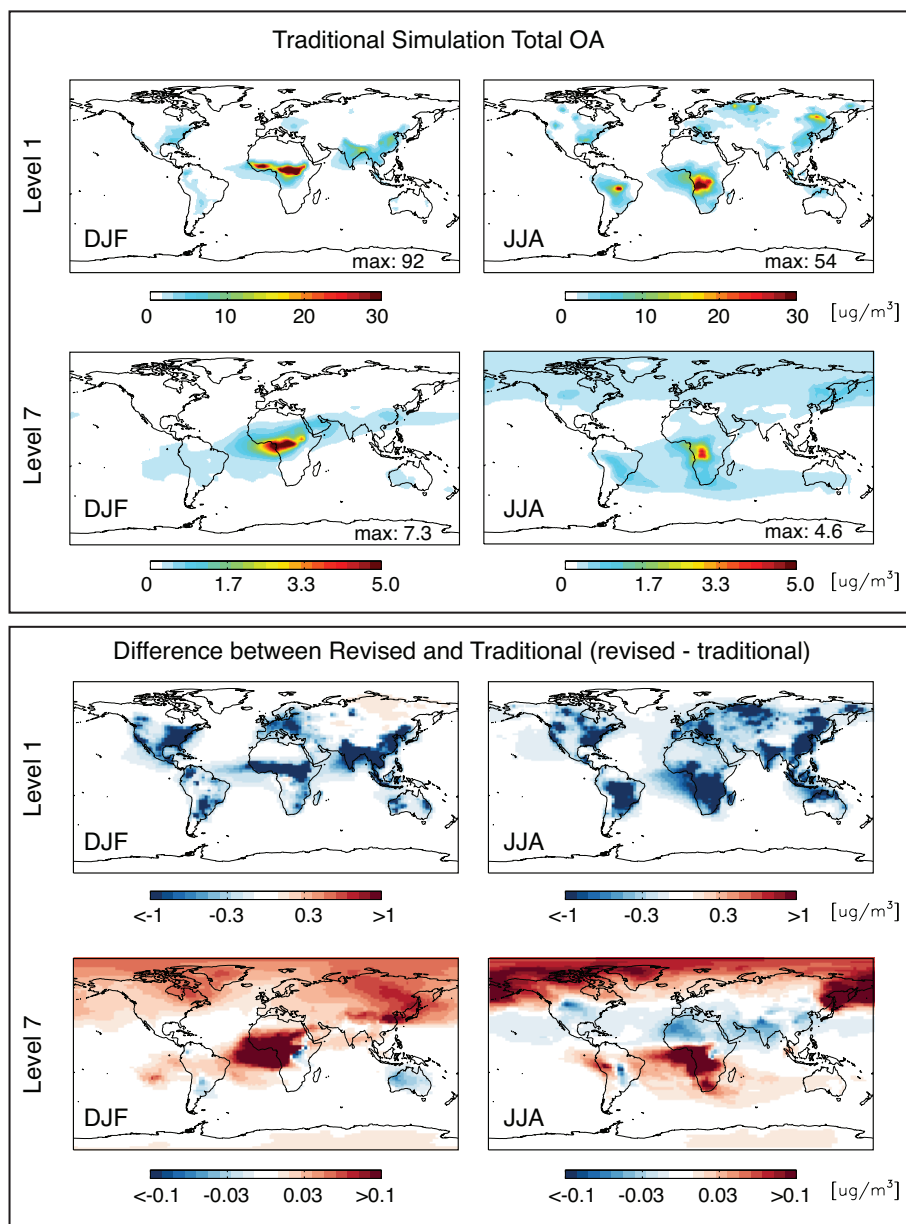 Traditional Simulation Total OA
Level 1
DJF
max: 92
JJA
max: 54
0 10 20 30
0 10 20 30 [ug/m³]
Level 7
DJF
max: 7.3
JJA
max: 4.6
0 1.7 3.3 5.0
0 1.7 3.3 5.0 [ug/m³]
Difference between Revised and Traditional (revised - traditional)
Level 1
DJF
JJA
<-1 -0.3 0.3 >1
<-1 -0.3 0.3 >1 [ug/m³]
Level 7
DJF
JJA
<-0.1 -0.03 0.03 >0.1
<-0.1 -0.03 0.03 >0.1 [ug/m³]